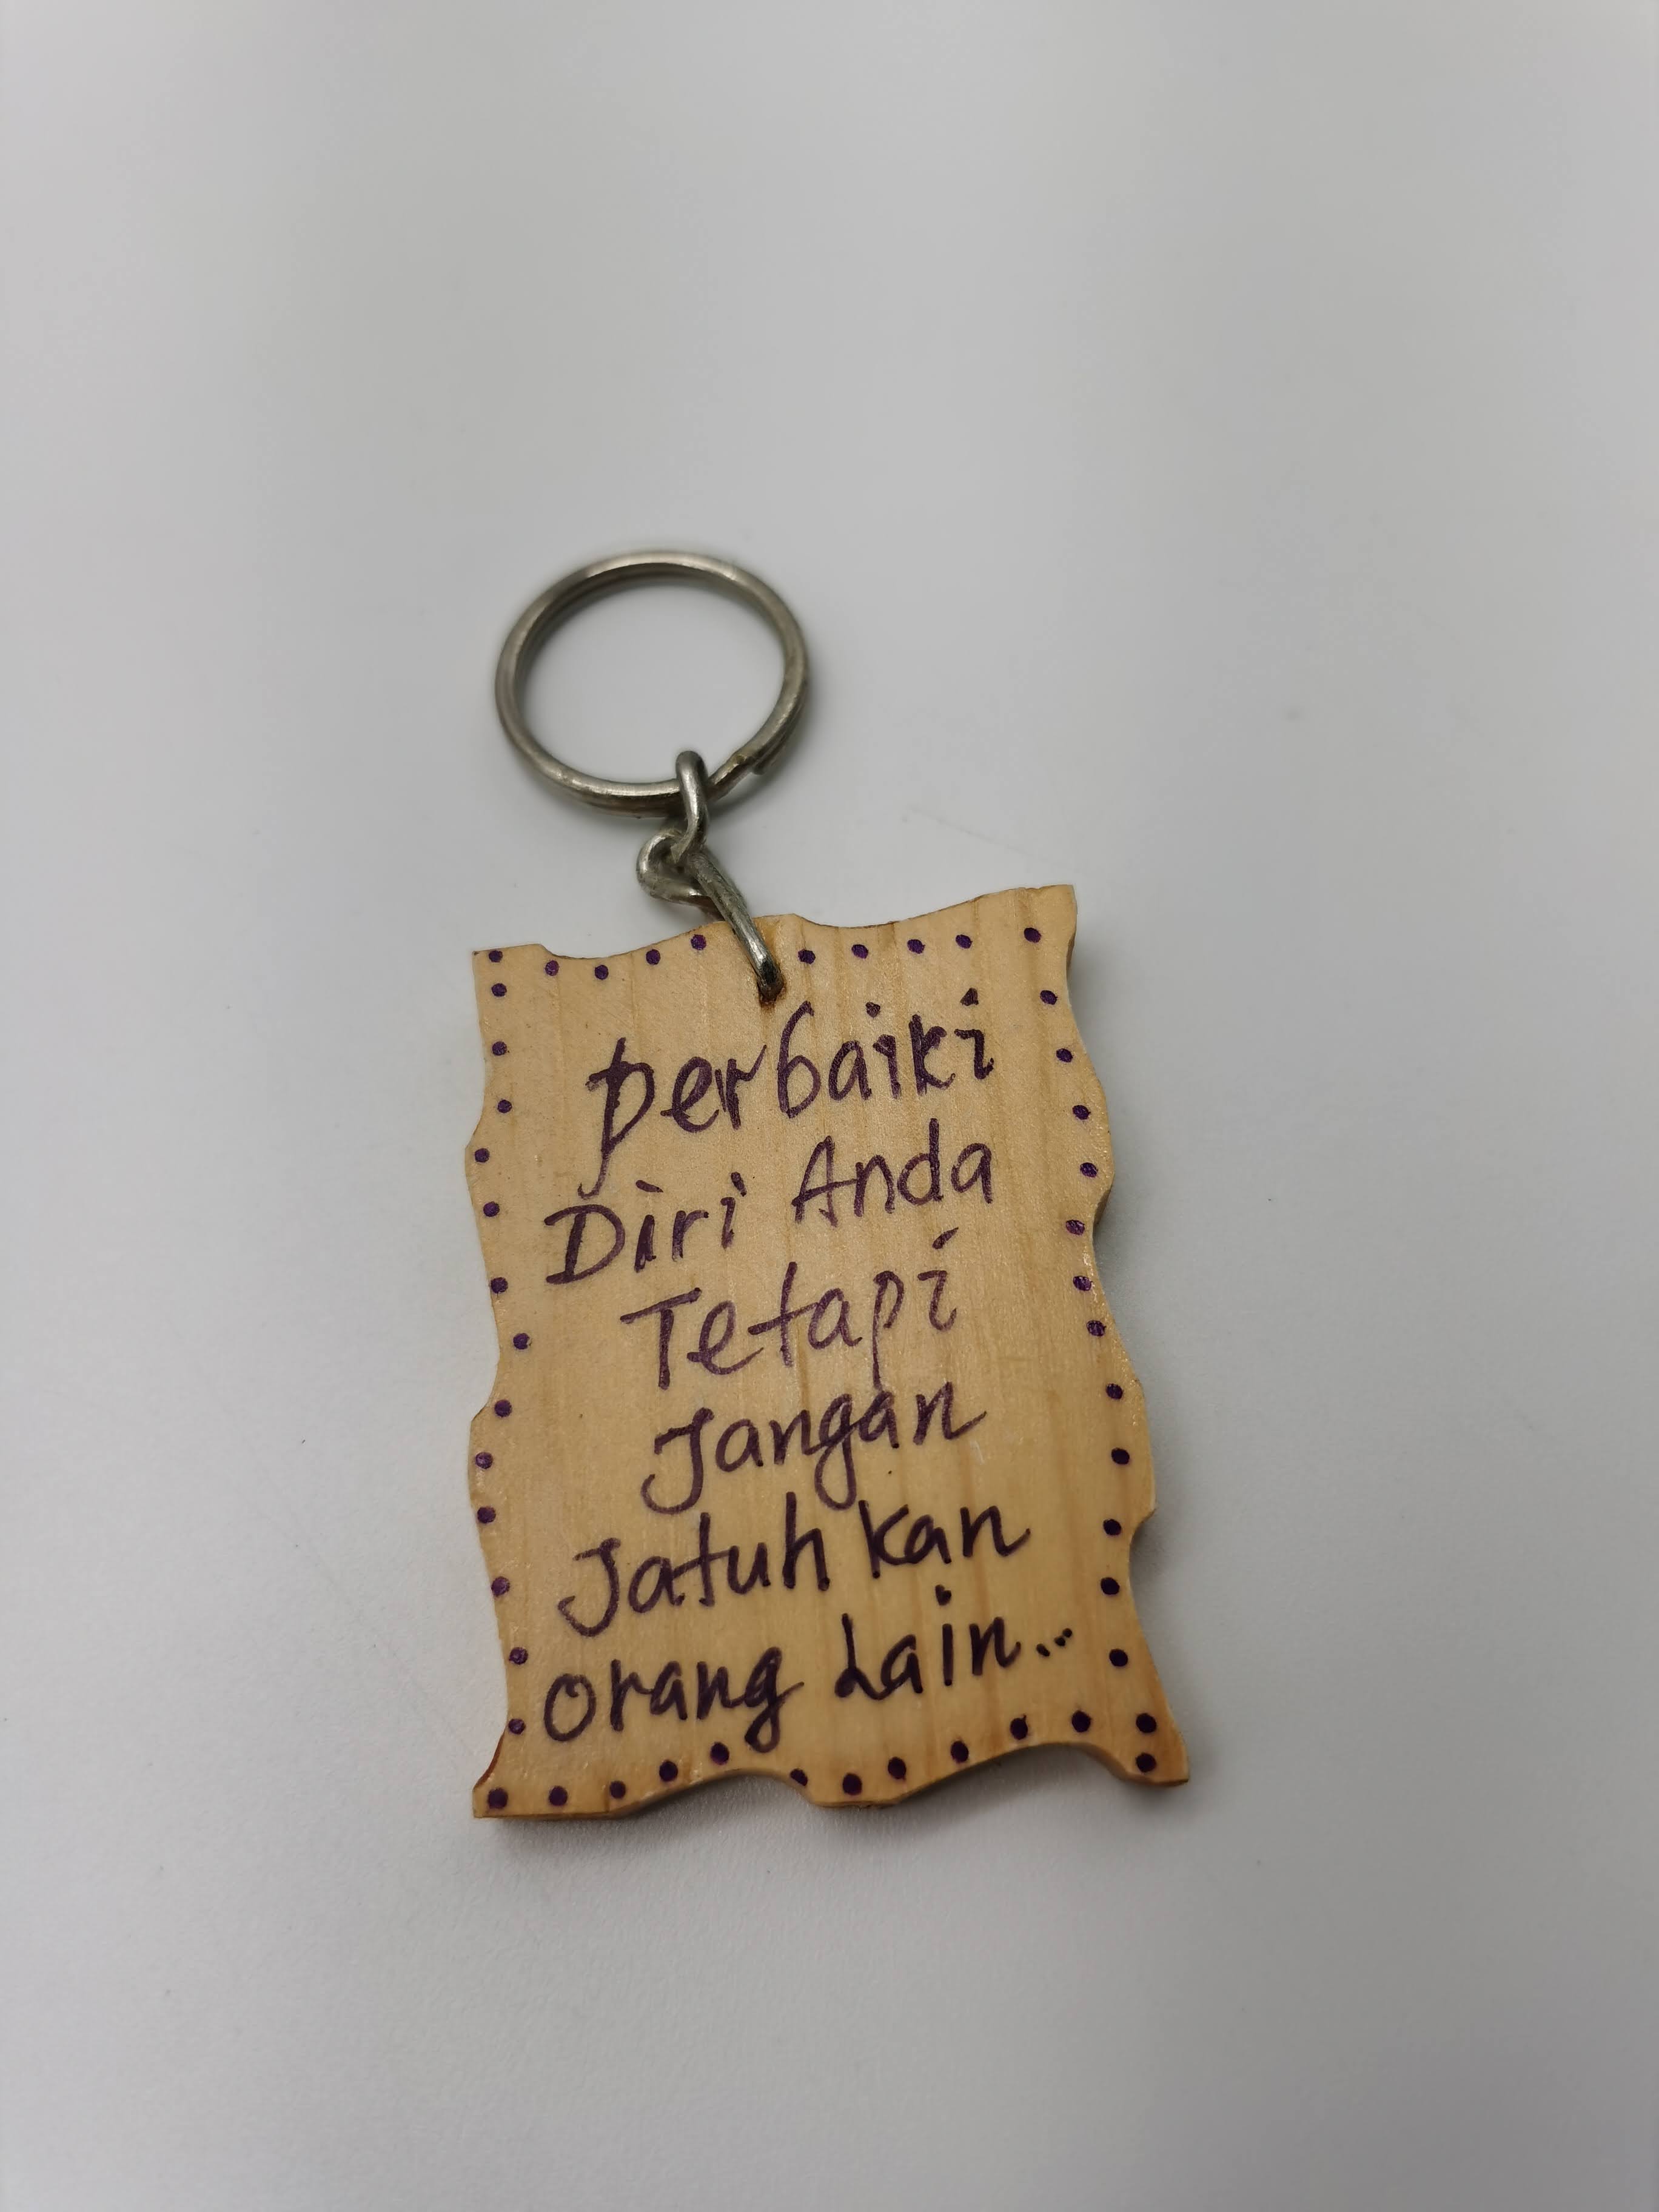 Perbaiki
Diri Anda
Tetapi
Jangan
Jatuh kan
orang Lain...